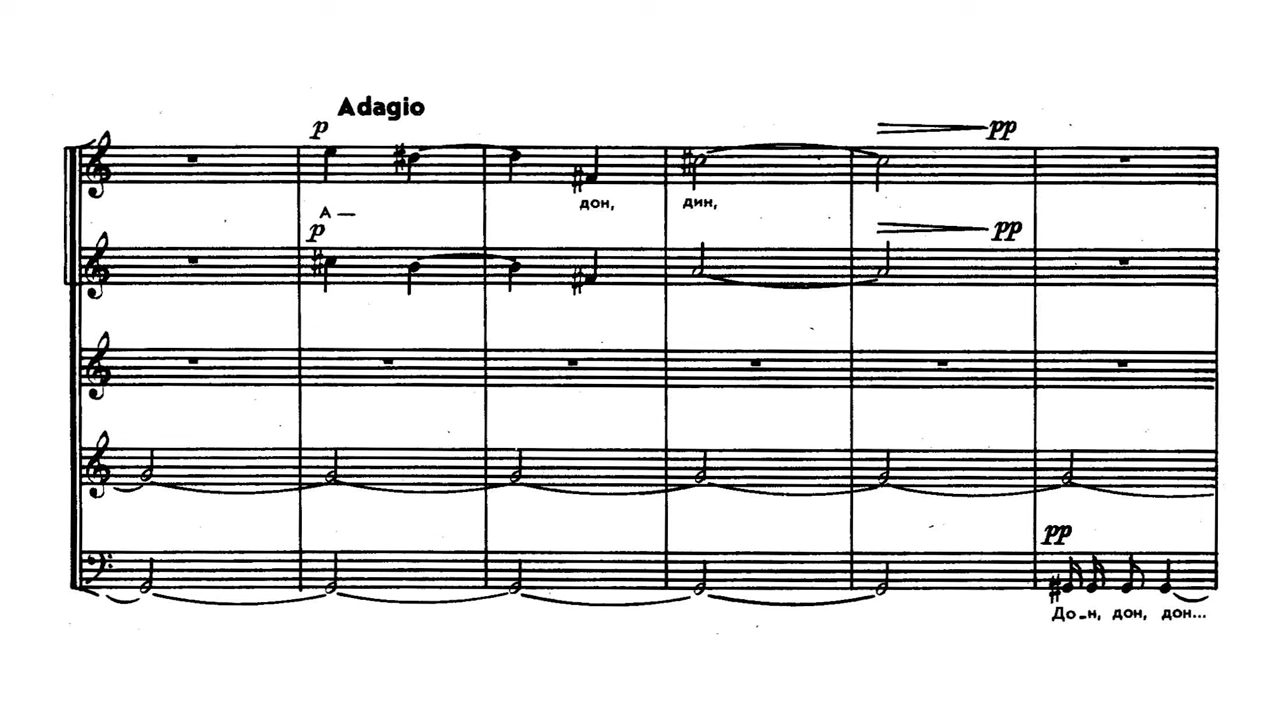 Adagio
p
pp
дон,
дин,
А —
p
pp
pp
До-н, дон, дон...